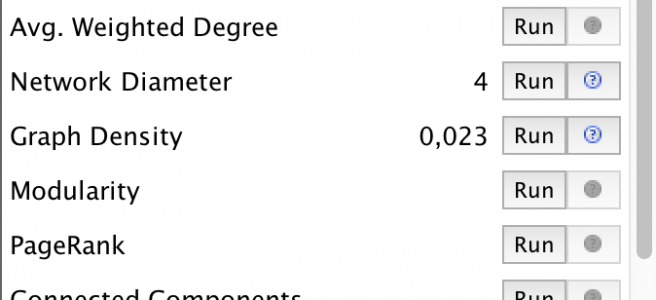 Avg. Weighted Degree Run
Network Diameter 4 Run ?
Graph Density 0,023 Run ?
Modularity Run ?
PageRank Run ?
Connected Components Run